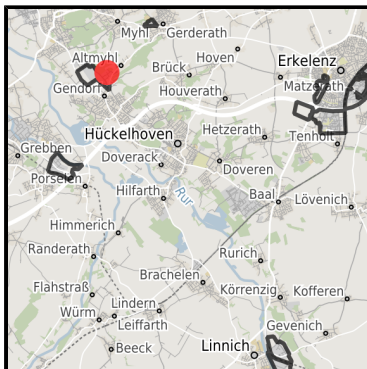 Myhl
Gerderath
Altmyhl
Hoven
Erkelenz
Brück
Gendorf
Houverath
Matzerath
Hückelhoven
Hetzerath
Tenholt
Grebben
Doverack
Doveren
Porselen
Hilfarth
Rur
Baal
Lövenich
Himmerich
Randerath
Rurich
Brachelen
Flahstraß
Körrenzig
Kofferen
Lindern
Würm
Leiffarth
Gevenich
Beeck
Linnich